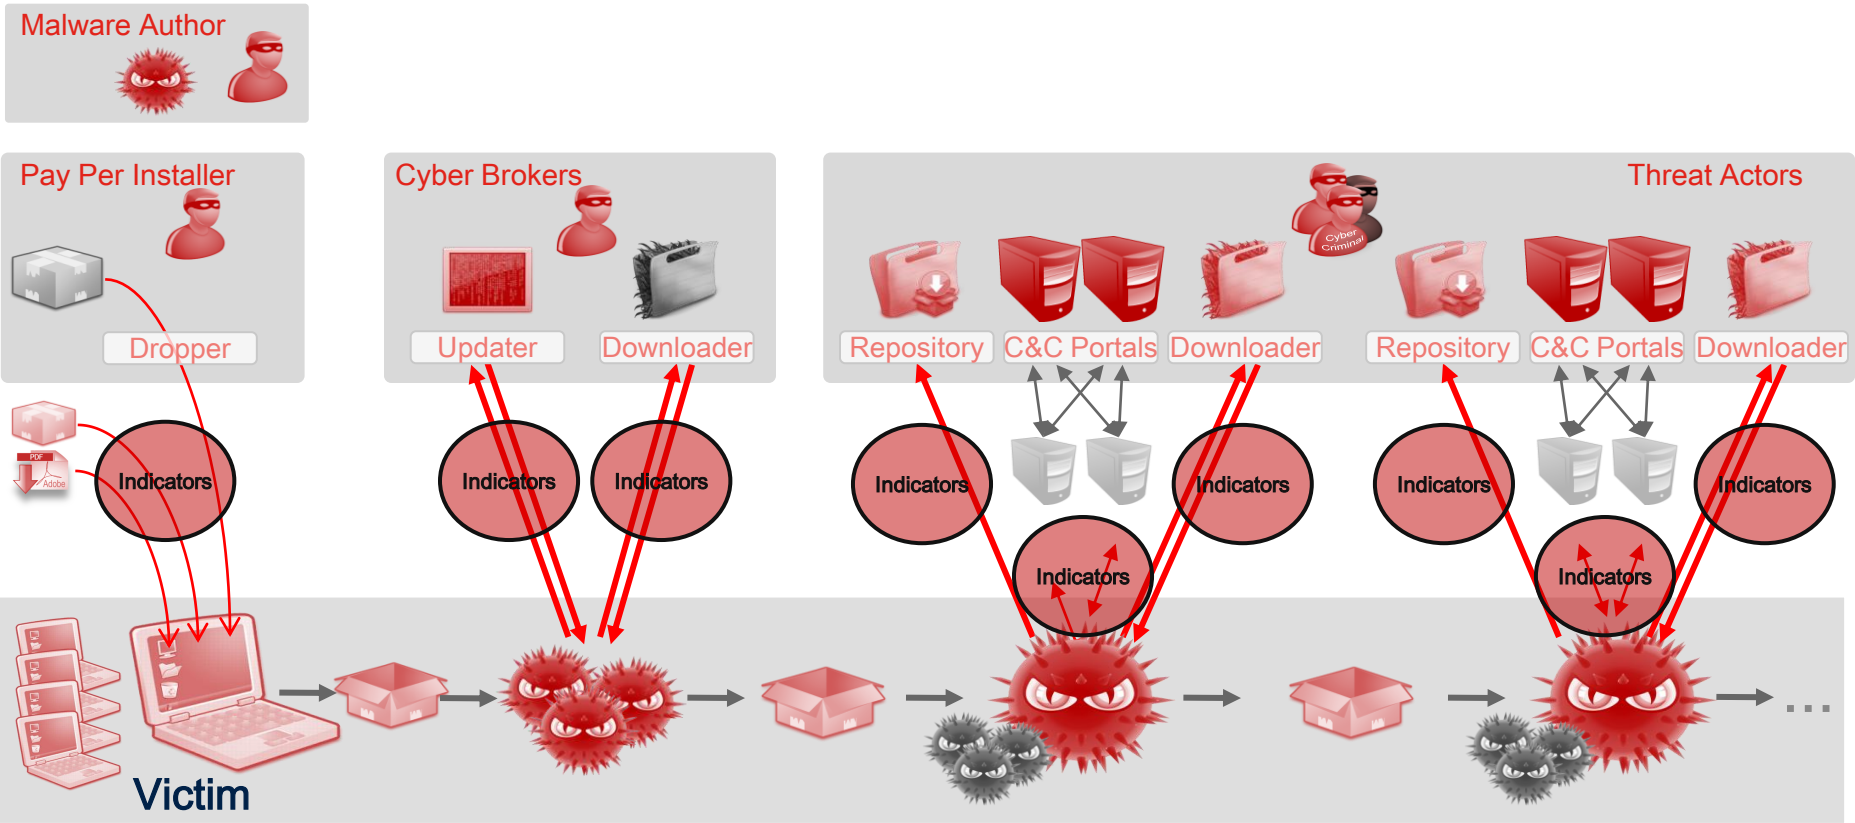 Malware Author
Pay Per Installer
Cyber Brokers
Threat Actors
Cyber
Criminal
Dropper
Updater
Downloader
Repository
C&C Portals
Downloader
Repository
C&C Portals
Downloader
PDF
Adobe
Indicators
Indicators
Indicators
Indicators
Indicators
Indicators
Indicators
Indicators
Indicators
Victim
....